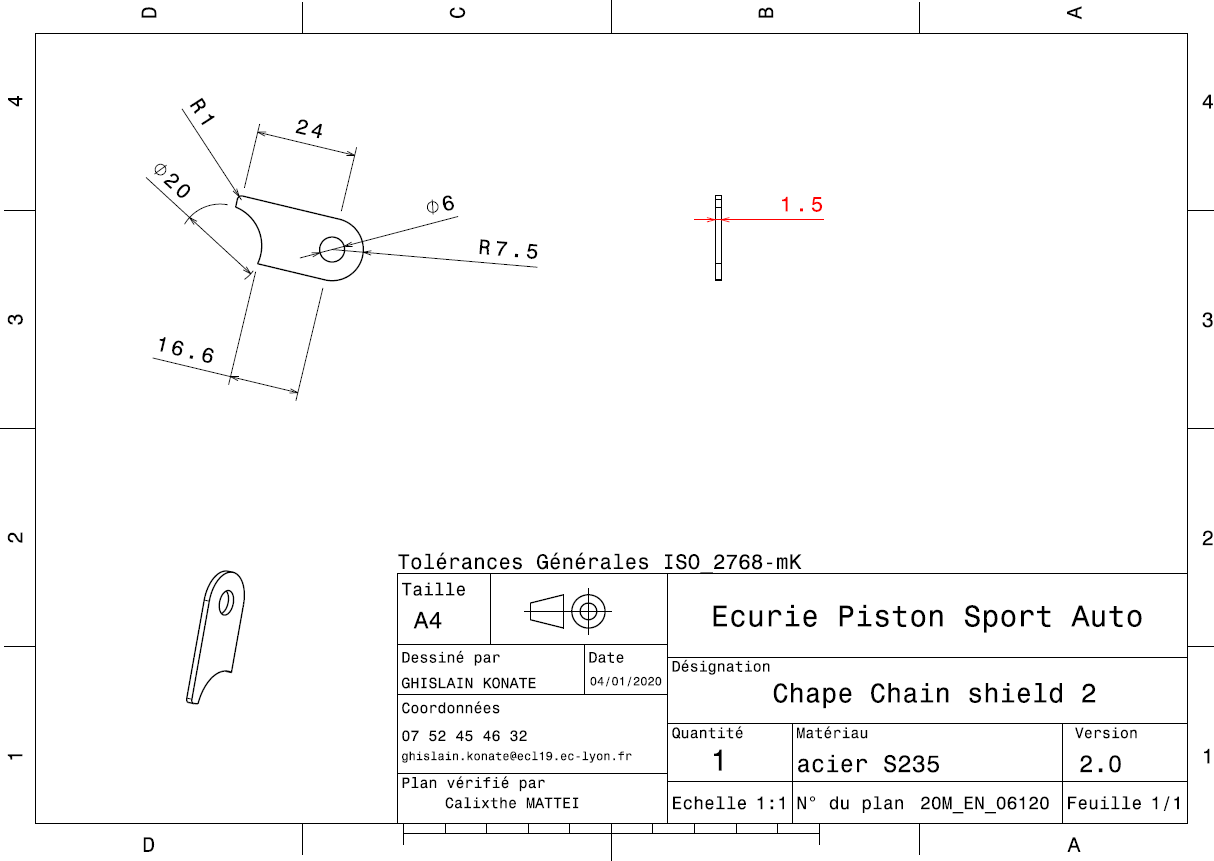 D C B A
4 4
R1
24
⌀20
⌀6
R7.5
1.5
3 3
16.6
2 2
Tolérances Générales ISO_2768-mK
Taille
A4
Ecurie Piston Sport Auto
Dessiné par
Date
GHISLAIN KONATE
04/01/2020
Désignation
Chape Chain shield 2
Coordonnées
07 52 45 46 32
ghislain.konate@ecl19.ec-lyon.fr
Quantité
1
Matériau
acier S235
Version
2.0
1 1
Plan vérifié par
Calixthe MATTEI
Echelle 1:1
N° du plan 20M_EN_06120
Feuille 1/1
D A